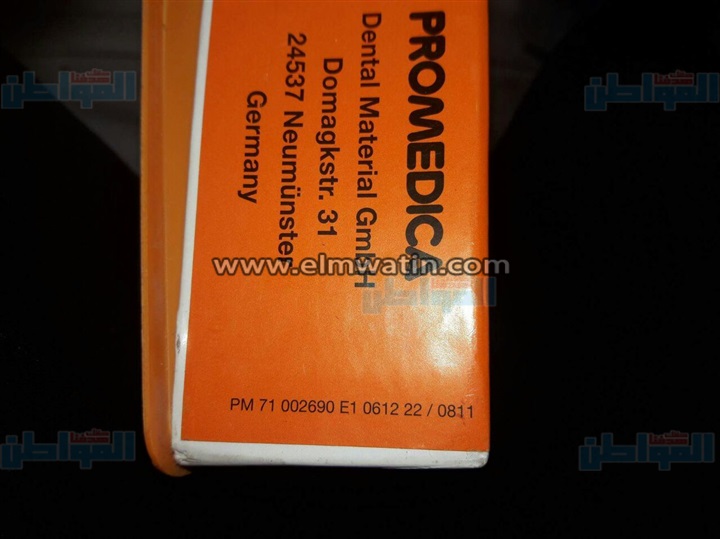 PROMEDICA
Dental Material GmbH
Domagkstr. 31
24537 Neumünster
Germany
PM 71 002690 E1 0612 22 / 0811
www.elmwatin.com
المواطن
المواطن
المواطن
المواطن
المواطن